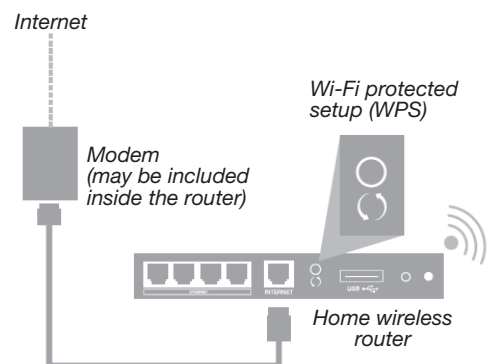 Internet
Wi-Fi protected
setup (WPS)
Modem
(may be included
inside the router)
ETHERNET
INTERNET
USB
Home wireless
router